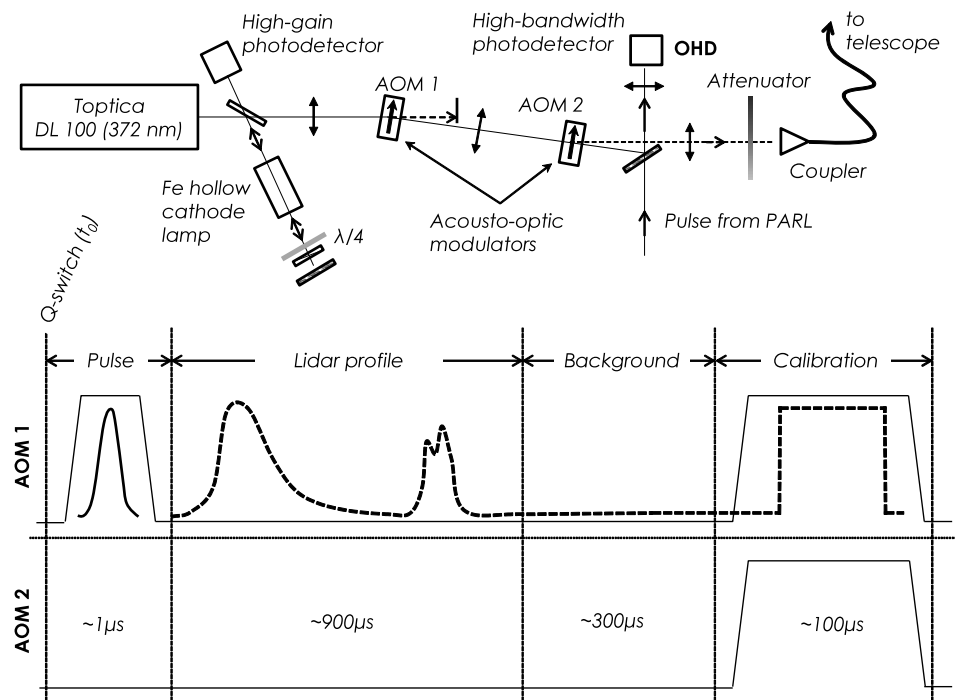 High-gain
photodetector
High-bandwidth
photodetector
OHD
to
telescope
Toptica
DL 100 (372 nm)
AOM 1
AOM 2
Attenuator
Fe hollow
cathode
lamp
λ/4
Acousto-optic
modulators
Pulse from PARL
Coupler
Q-switch (t0)
Pulse
Lidar profile
Background
Calibration
AOM 1
AOM 2
~1µs
~900µs
~300µs
~100µs